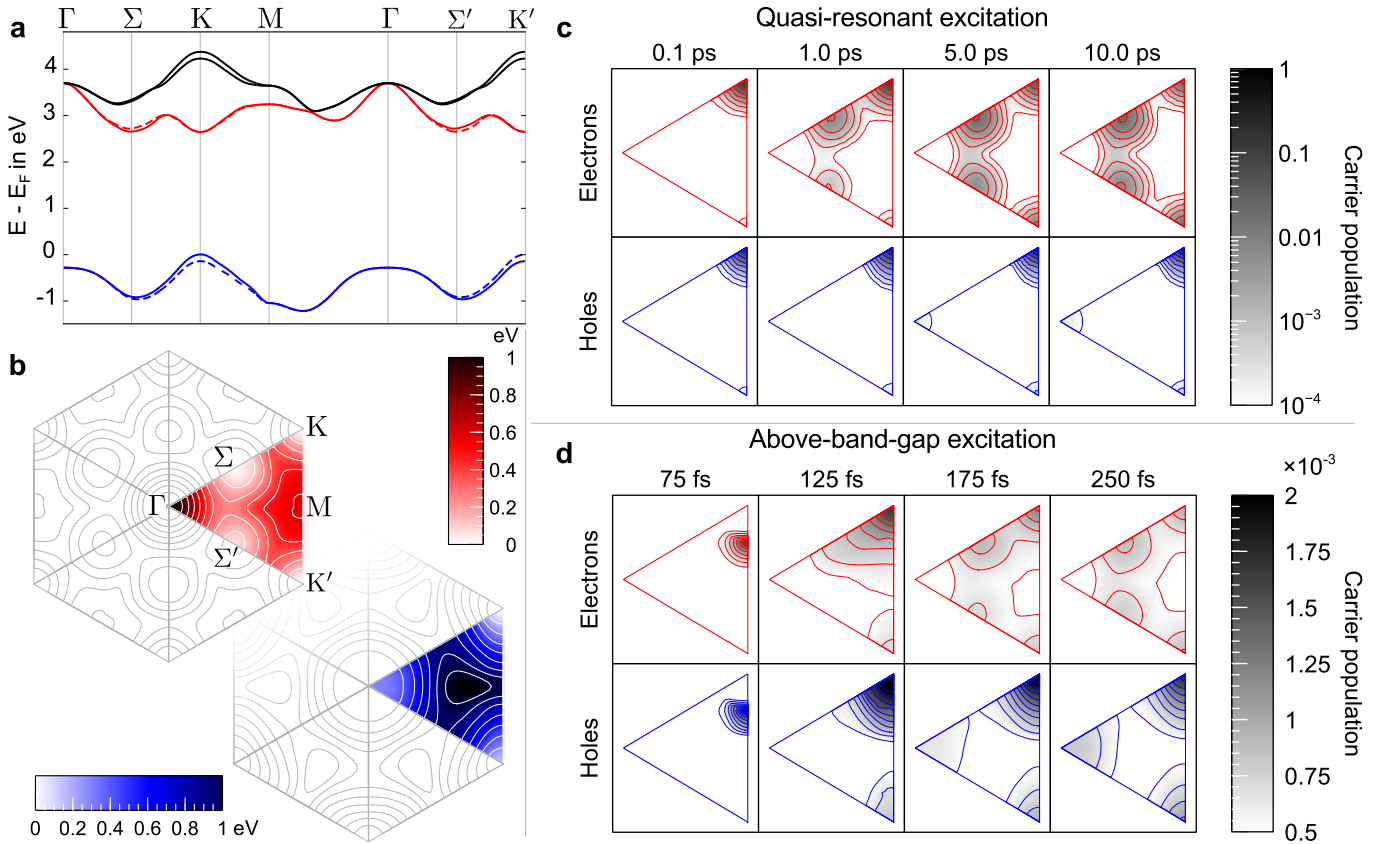 a
Γ Σ K M Γ Σ′ K′
E - E_F in eV
4
3
2
1
0
-1
b
eV
1
0.8
0.6
0.4
0.2
0
K
Σ
Γ
M
Σ′
K′
0 0.2 0.4 0.6 0.8 1 eV
c
Quasi-resonant excitation
0.1 ps 1.0 ps 5.0 ps 10.0 ps
Electrons
Holes
1
0.1
0.01
10⁻³
10⁻⁴
Carrier population
d
Above-band-gap excitation
75 fs 125 fs 175 fs 250 fs
Electrons
Holes
×10⁻³
2
1.75
1.5
1.25
1
0.75
0.5
Carrier population